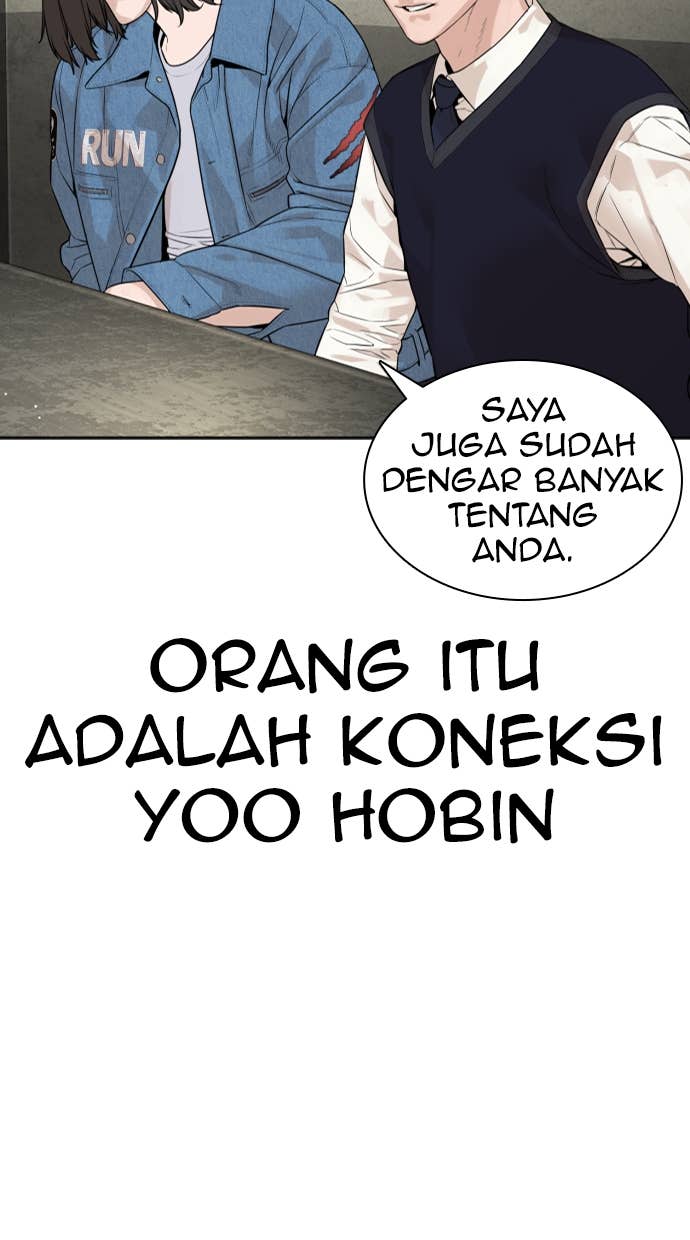 RUN
SAYA
JUGA SUDAH
DENGAR BANYAK
TENTANG
ANDA.
ORANG ITU
ADALAH KONEKSI
YOO HOBIN